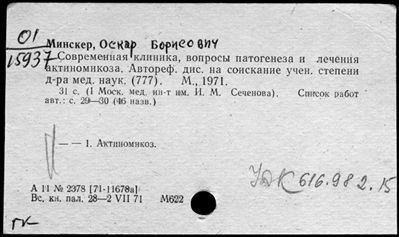 01
15937
Минскер, Оскар Борисович
Современная клиника, вопросы патогенеза и лечения
актиномикоза. Автореф. дис. на соискание учен. степени
д-ра мед. наук. (777). М., 1971.
31 с. (1 Моск. мед. ин-т им. И. М. Сеченова). Список работ
авт.: с. 29—30 (46 назв.)
— — 1. Актиномикоз.
УДК 616.982.15
А 11 № 2378 [71-11678а]
Вс. кн. пал. 28—2 VII 71 М622
ГК